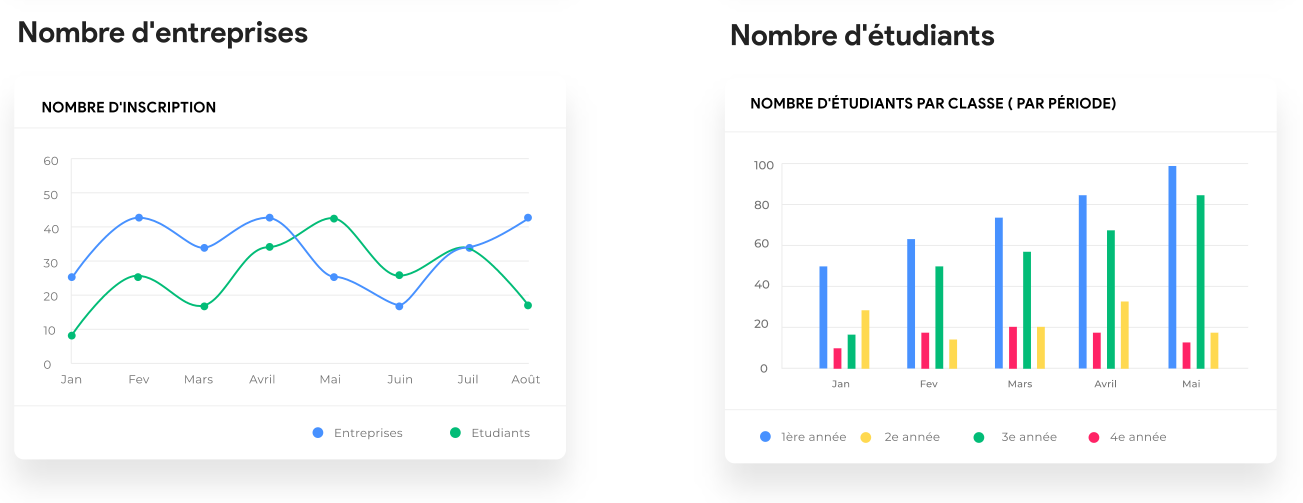 Nombre d'entreprises
NOMBRE D'INSCRIPTION
60
50
40
30
20
10
0
Jan Fev Mars Avril Mai Juin Juil Août
Entreprises Etudiants
Nombre d'étudiants
NOMBRE D'ÉTUDIANTS PAR CLASSE ( PAR PÉRIODE)
100
80
60
40
20
0
Jan Fev Mars Avril Mai
1ère année 2e année 3e année 4e année